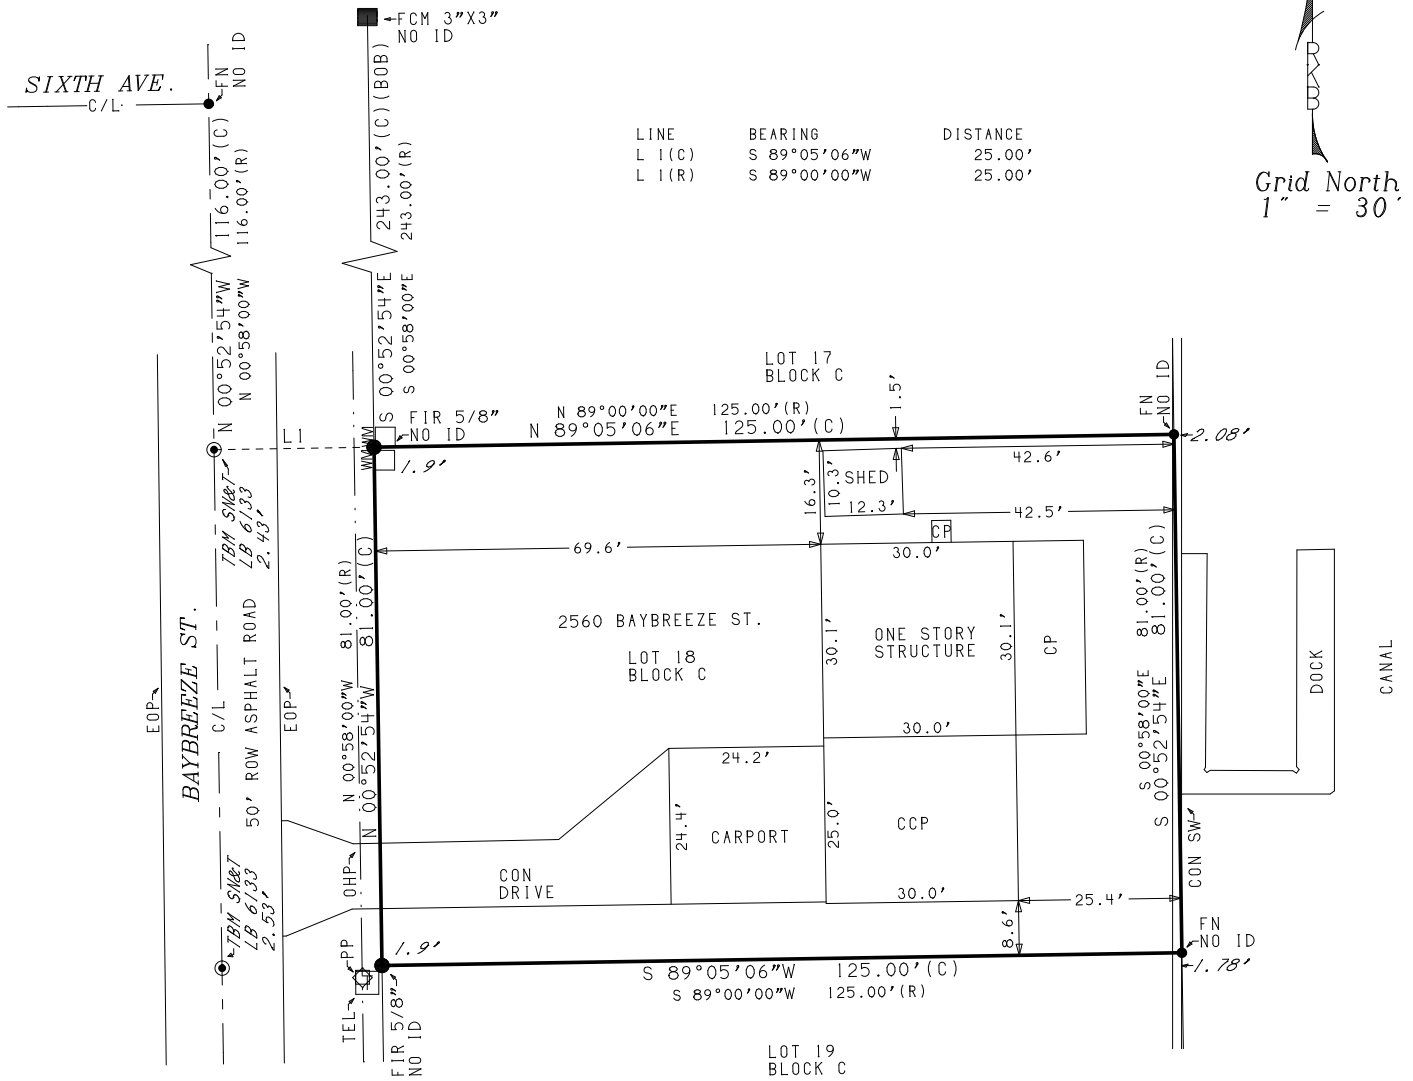 FCM 3"X3"
NO ID
FN
NO ID
SIXTH AVE.
C/L
116.00'(C)
116.00'(R)
243.00'(C)(BOB)
243.00'(R)
LINE BEARING DISTANCE
L 1(C) S 89°05'06"W 25.00'
L 1(R) S 89°00'00"W 25.00'
Grid North
1" = 30'
N 00°52'54"W
N 00°58'00"W
S 00°52'54"E
S 00°58'00"E
LOT 17
BLOCK C
1.5'
FN
NO ID
FIR 5/8"
NO ID
N 89°00'00"E 125.00'(R)
N 89°05'06"E 125.00'(C)
L1
WM
WM
1.9'
2.08'
42.6'
16.3'
10.3'
SHED
12.3'
42.5'
TBM SN&T
LB 6133
2.43'
CP
69.6'
30.0'
81.00'(R)
81.00'(C)
81.00'(R)
81.00'(C)
2560 BAYBREEZE ST.
LOT 18
BLOCK C
30.1'
ONE STORY
STRUCTURE
30.1'
CP
DOCK
CANAL
EOP
BAYBREEZE ST.
C/L
50' ROW ASPHALT ROAD
EOP
N 00°58'00"W
N 00°52'54"W
S 00°58'00"E
S 00°52'54"E
30.0'
24.2'
24.4'
CARPORT
25.0'
CCP
CON SW
CON
DRIVE
OHP
30.0'
25.4'
8.6'
TBM SN&T
LB 6133
2.53'
PP
1.9'
FN
NO ID
1.78'
S 89°05'06"W 125.00'(C)
S 89°00'00"W 125.00'(R)
TEL
FIR 5/8"
NO ID
LOT 19
BLOCK C